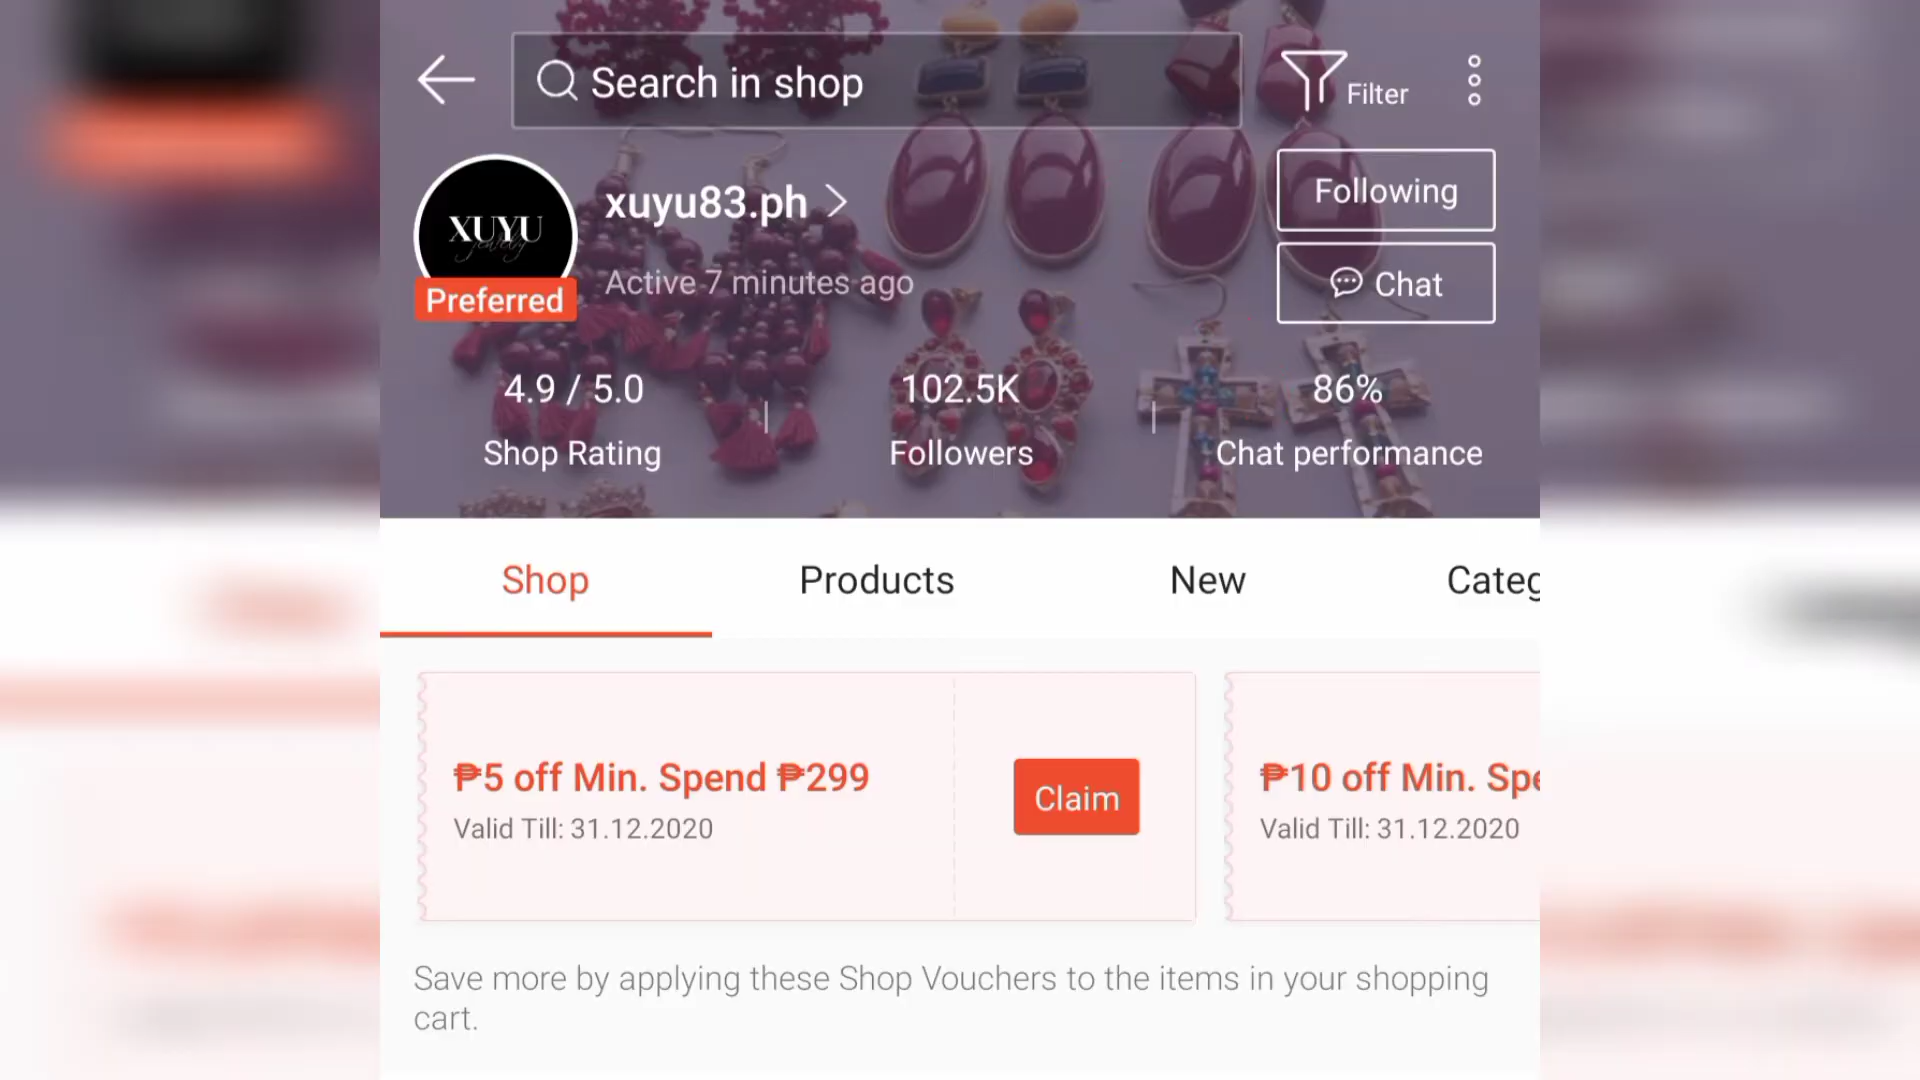 Search in shop
Filter
XUYU
jewelry
Preferred
xuyu83.ph
Active 7 minutes ago
Following
Chat
4.9 / 5.0
Shop Rating
102.5K
Followers
86%
Chat performance
Shop
Products
New
Categ
₱5 off Min. Spend ₱299
Valid Till: 31.12.2020
Claim
₱10 off Min. Spe
Valid Till: 31.12.2020
Save more by applying these Shop Vouchers to the items in your shopping
cart.